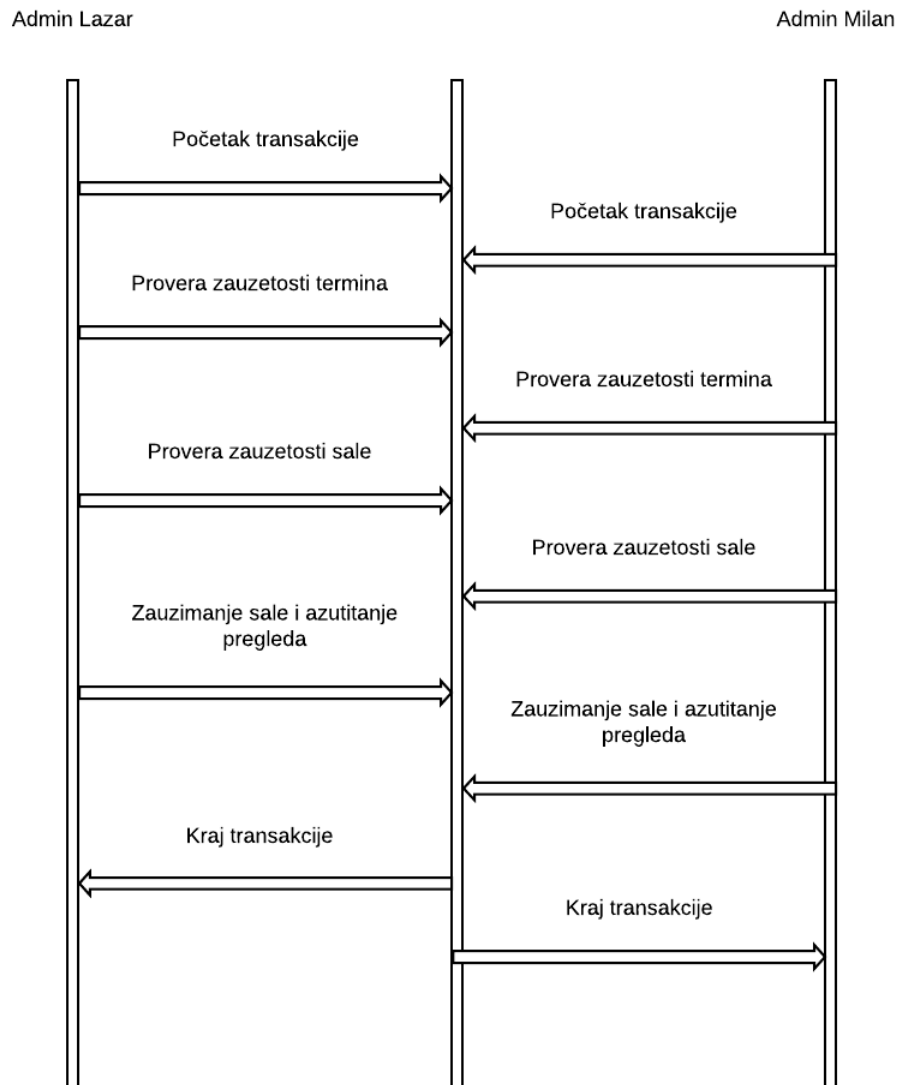 Admin Lazar
Admin Milan
Početak transakcije
Početak transakcije
Provera zauzetosti termina
Provera zauzetosti termina
Provera zauzetosti sale
Provera zauzetosti sale
Zauzimanje sale i azutitanje
pregleda
Zauzimanje sale i azutitanje
pregleda
Kraj transakcije
Kraj transakcije